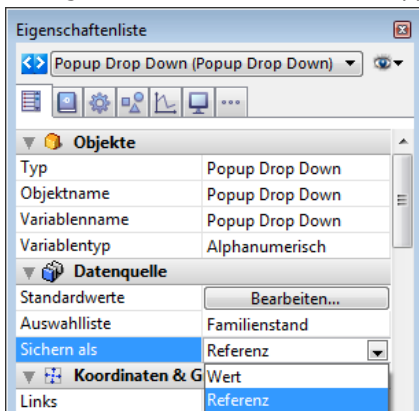 Eigenschaftenliste
Popup Drop Down (Popup Drop Down)
Objekte
Typ Popup Drop Down
Objektname Popup Drop Down
Variablenname Popup Drop Down
Variablentyp Alphanumerisch
Datenquelle
Standardwerte Bearbeiten...
Auswahlliste Familienstand
Sichern als Referenz
Koordinaten & G Wert
Links Referenz